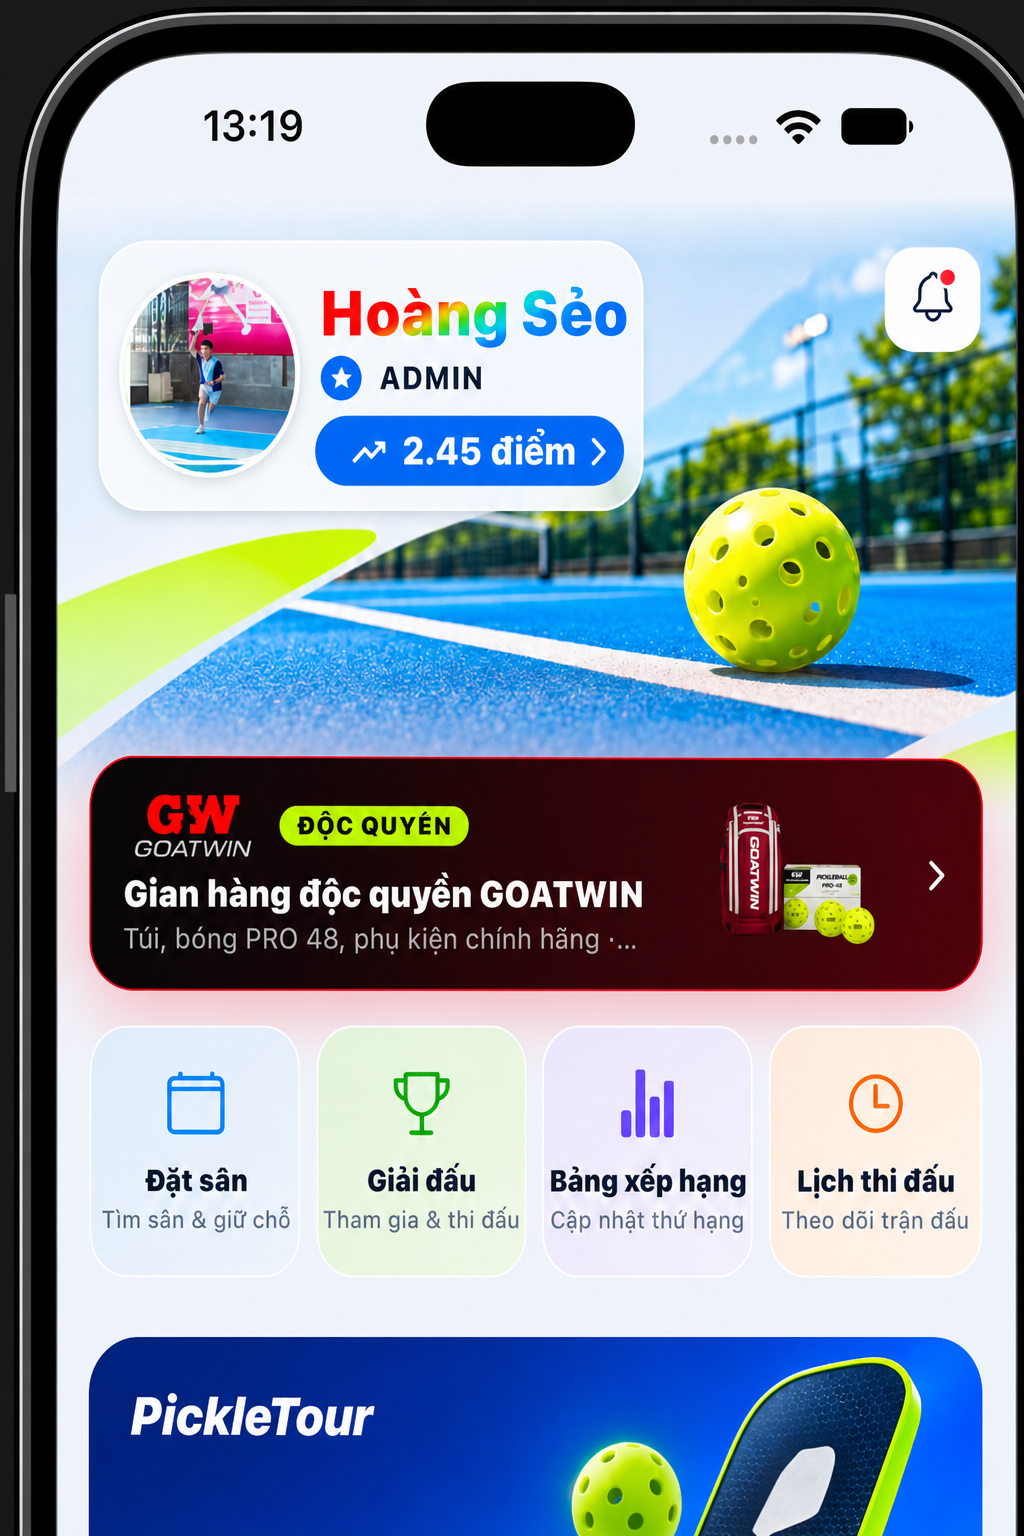 13:19
Hoàng Sẻo
ADMIN
2.45 điểm
GW
GOATWIN
ĐỘC QUYỀN
Gian hàng độc quyền GOATWIN
Túi, bóng PRO 48, phụ kiện chính hãng ·...
GOATWIN
GW
PICKLEBALL
PRO 48
Đặt sân
Tìm sân & giữ chỗ
Giải đấu
Tham gia & thi đấu
Bảng xếp hạng
Cập nhật thứ hạng
Lịch thi đấu
Theo dõi trận đấu
PickleTour